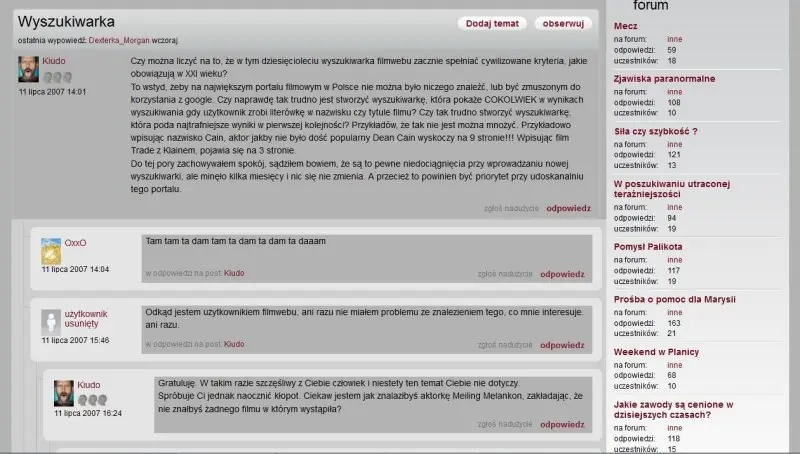 Wyszukiwarka
Dodaj temat
obserwuj
ostatnia wypowiedź: Dexterka_Morgan wczoraj
Kiudo
11 lipca 2007 14:01
Czy można liczyć na to, że w tym dziesięcioleciu wyszukiwarka filmwebu zacznie spełniać cywilizowane kryteria, jakie
obowiązują w XXI wieku?
To wstyd, żeby na największym portalu filmowym w Polsce nie można było niczego znaleźć, lub być zmuszonym do
korzystania z google. Czy naprawdę tak trudno jest stworzyć wyszukiwarkę, która pokaże COKOLWIEK w wynikach
wyszukiwania gdy użytkownik zrobi literówkę w nazwisku czy tytule filmu? Czy tak trudno stworzyć wyszukiwarkę,
która poda najtrafniejsze wyniki w pierwszej kolejności? Przykładów, że tak nie jest można mnożyć. Przykładowo
wpisując nazwisko Cain, aktor jakby nie było dość popularny Dean Cain wyskoczy na 9 stronie!!! Wpisując film
Trade z Klainem, pojawia się na 3 stronie.
Do tej pory zachowywałem spokój, sądziłem bowiem, że są to pewne niedociągnięcia przy wprowadzaniu nowej
wyszukiwarki, ale minęło kilka miesięcy i nic się nie zmienia. A przecież to powinien być priorytet przy udoskonalaniu
tego portalu.
zgłoś nadużycie odpowiedz
OxxO
11 lipca 2007 14:04
Tam tam ta dam tam ta dam ta dam ta daaam
w odpowiedzi na post: Kiudo
zgłoś nadużycie odpowiedz
użytkownik
usunięty
11 lipca 2007 15:46
Odkąd jestem użytkownikiem filmwebu, ani razu nie miałem problemu ze znalezieniem tego, co mnie interesuje.
ani razu.
w odpowiedzi na post: Kiudo
zgłoś nadużycie odpowiedz
Kiudo
11 lipca 2007 16:24
Gratuluję. W takim razie szczęśliwy z Ciebie człowiek i niestety ten temat Ciebie nie dotyczy.
Spróbuje Ci jednak naocznić kłopot. Ciekaw jestem jak znalaziłbyś aktorkę Meiling Melankon, zakładając, że
nie znałbyś żadnego filmu w którym wystąpiła?
zgłoś nadużycie odpowiedz
forum
Mecz
na forum: inne
odpowiedzi: 59
uczestników: 18
Zjawiska paranormalne
na forum: inne
odpowiedzi: 108
uczestników: 10
Siła czy szybkość ?
na forum: inne
odpowiedzi: 121
uczestników: 13
W poszukiwaniu utraconej
teraźniejszości
na forum: inne
odpowiedzi: 94
uczestników: 19
Pomysł Palikota
na forum: inne
odpowiedzi: 117
uczestników: 19
Prośba o pomoc dla Marysii
na forum: inne
odpowiedzi: 163
uczestników: 21
Weekend w Planicy
na forum: inne
odpowiedzi: 68
uczestników: 10
Jakie zawody są cenione w
dzisiejszych czasach?
na forum: inne
odpowiedzi: 118
uczestników: 15